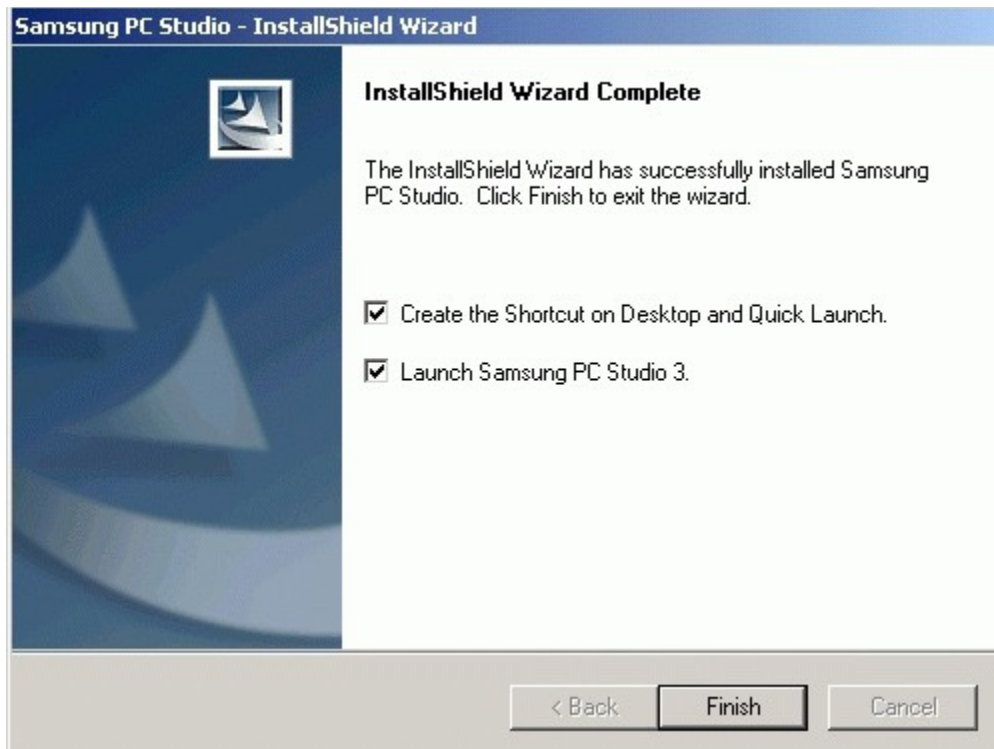 Samsung PC Studio - InstallShield Wizard
InstallShield Wizard Complete
The InstallShield Wizard has successfully installed Samsung
PC Studio. Click Finish to exit the wizard.
Create the Shortcut on Desktop and Quick Launch.
Launch Samsung PC Studio 3.
< Back Finish Cancel